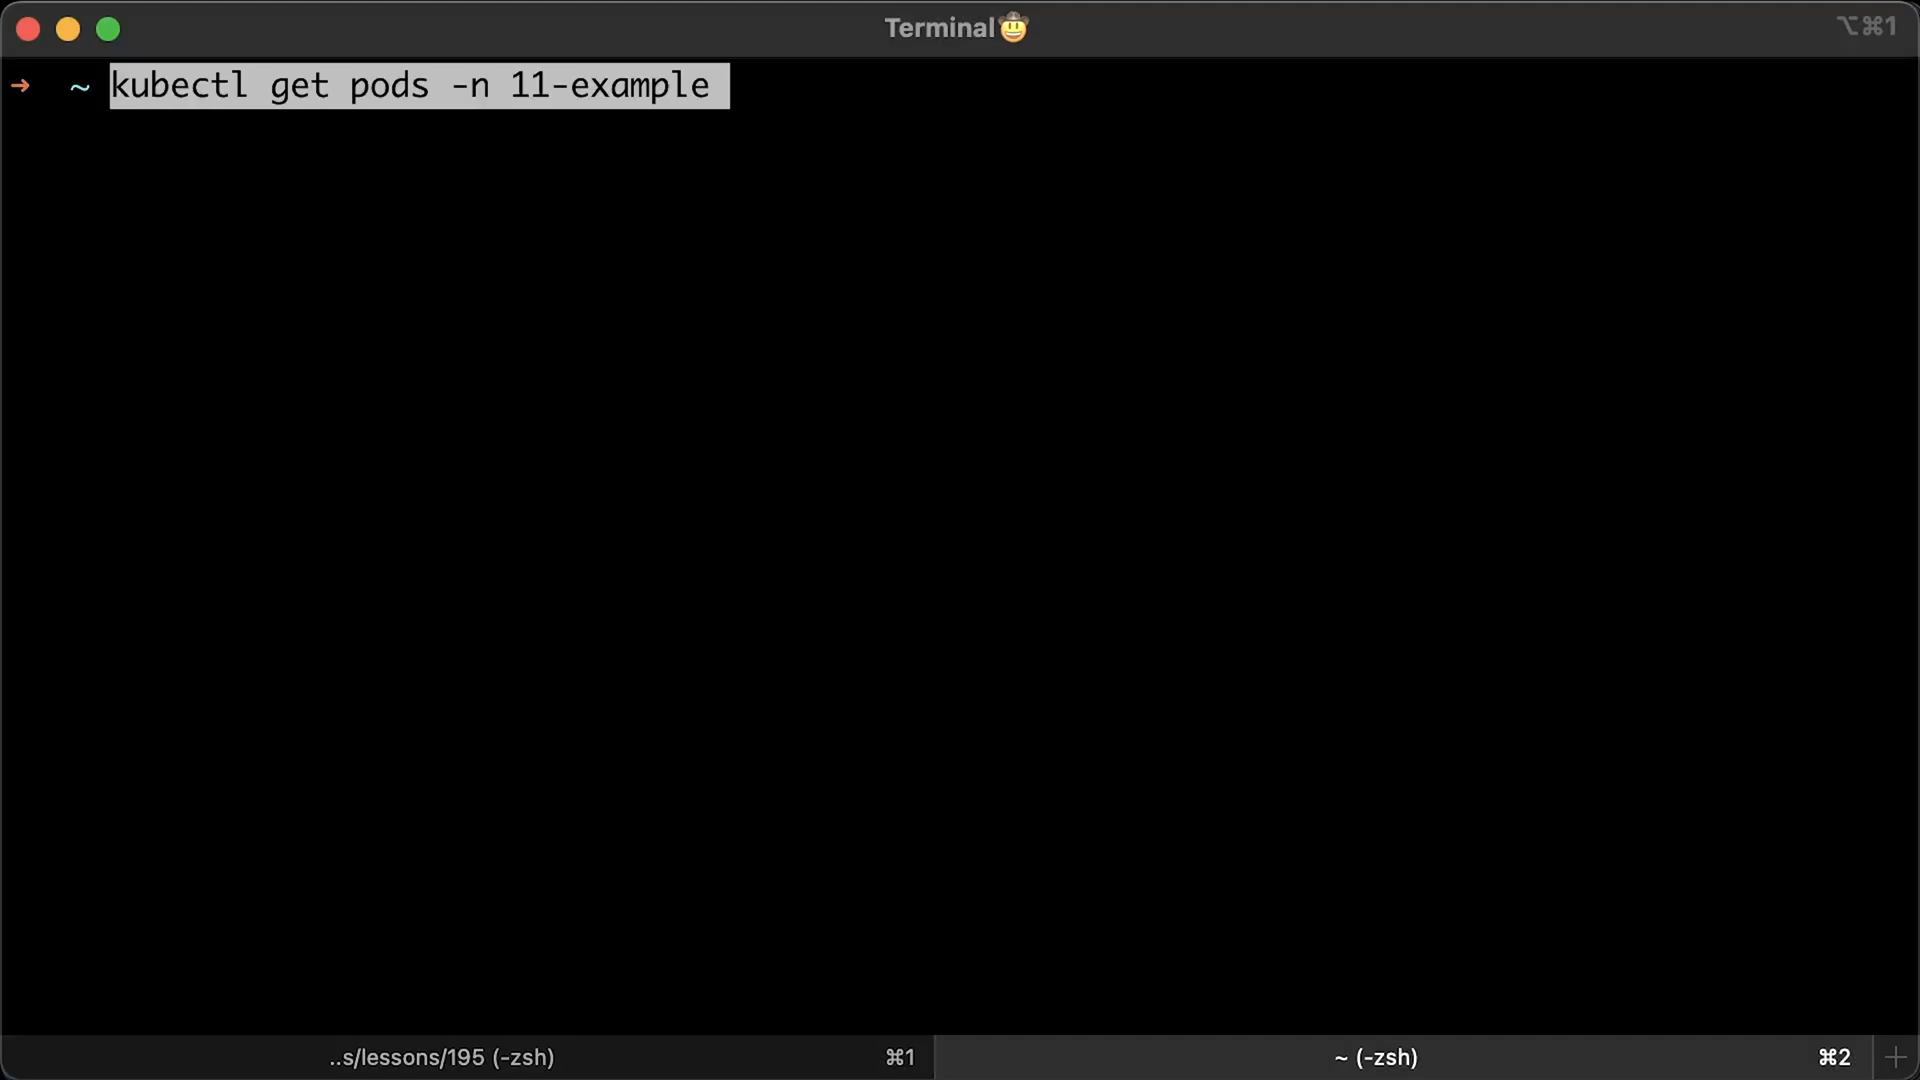 Terminal🤠
⌥⌘1
➜ ~ kubectl get pods -n 11-example
..s/lessons/195 (-zsh) ⌘1
~ (-zsh) ⌘2 +